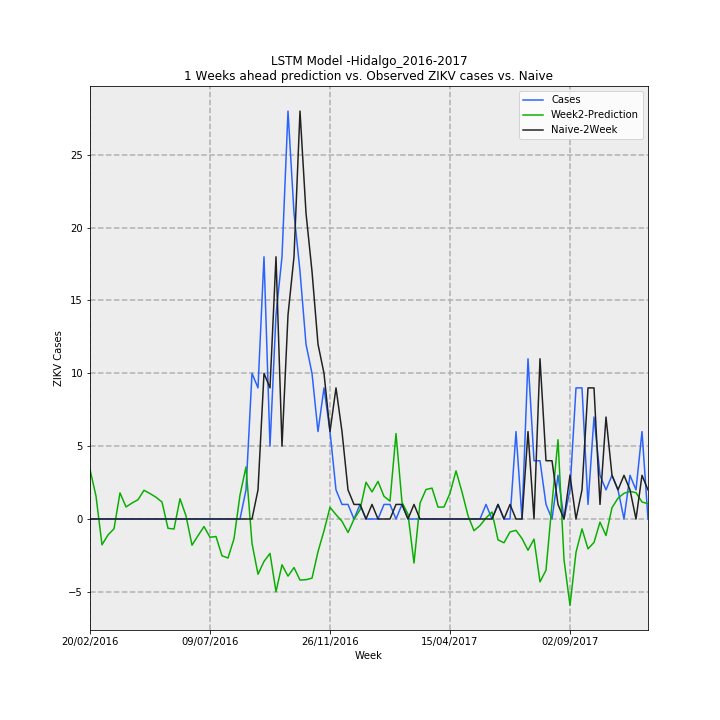 LSTM Model -Hidalgo_2016-2017
1 Weeks ahead prediction vs. Observed ZIKV cases vs. Naive
Cases
Week2-Prediction
Naive-2Week
25
20
15
10
5
0
−5
ZIKV Cases
20/02/2016
09/07/2016
26/11/2016
15/04/2017
02/09/2017
Week